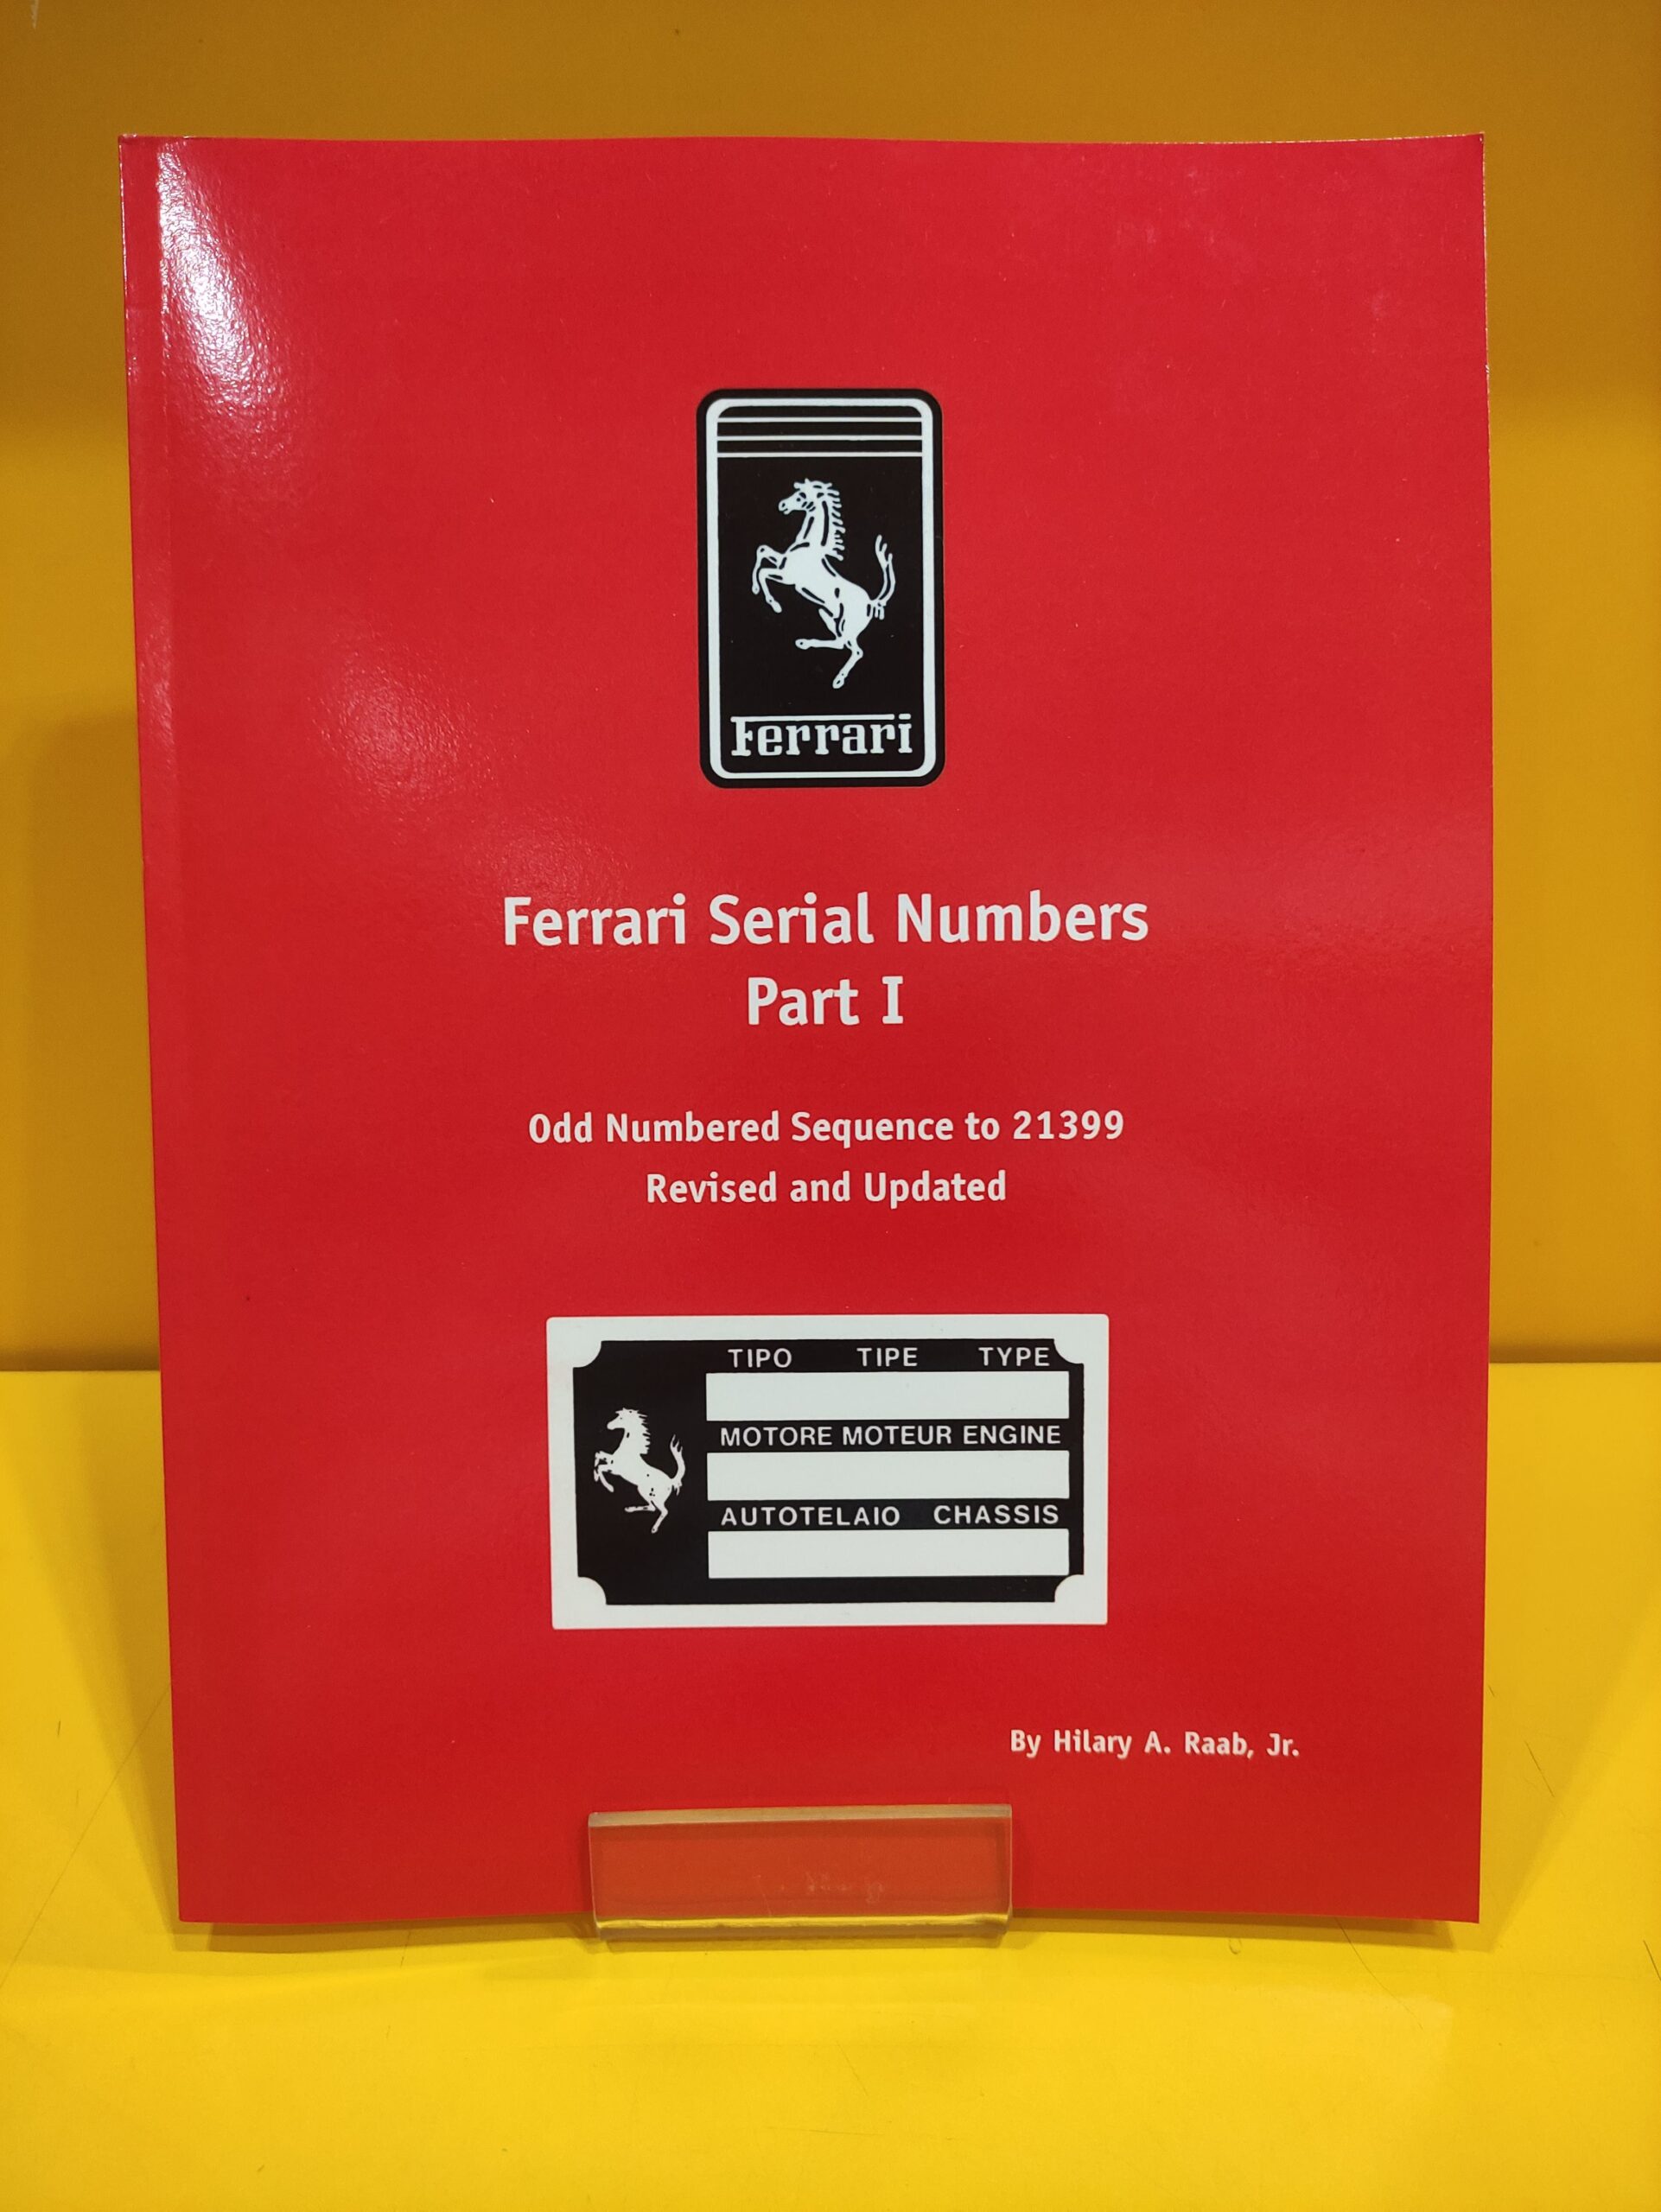 Ferrari
Ferrari Serial Numbers
Part I
Odd Numbered Sequence to 21399
Revised and Updated
TIPO TIPE TYPE
MOTORE MOTEUR ENGINE
AUTOTELAIO CHASSIS
By Hilary A. Raab, Jr.